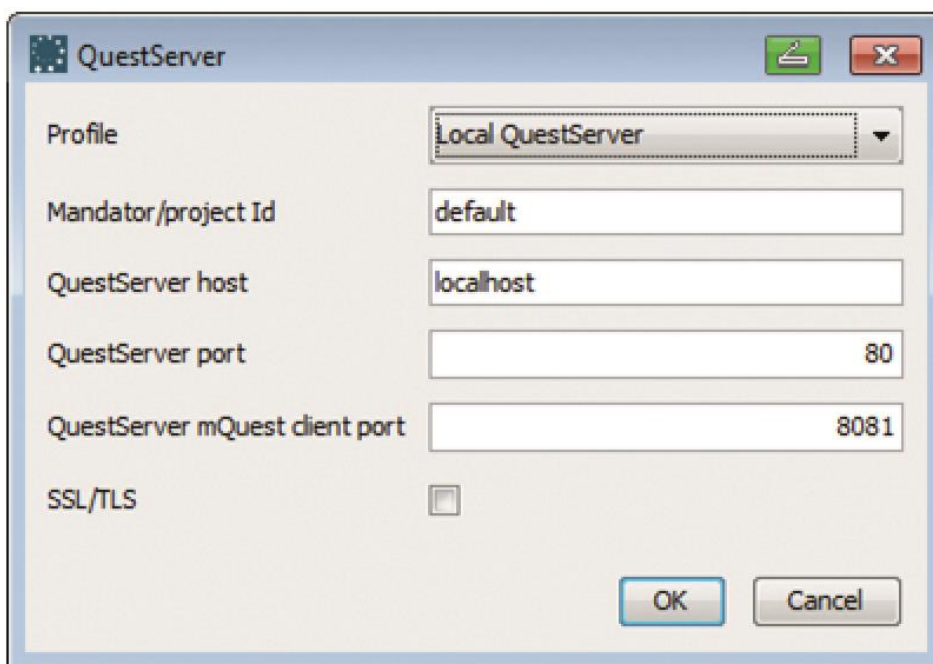 QuestServer
Profile Local QuestServer
Mandator/project Id default
QuestServer host localhost
QuestServer port 80
QuestServer mQuest client port 8081
SSL/TLS
OK Cancel